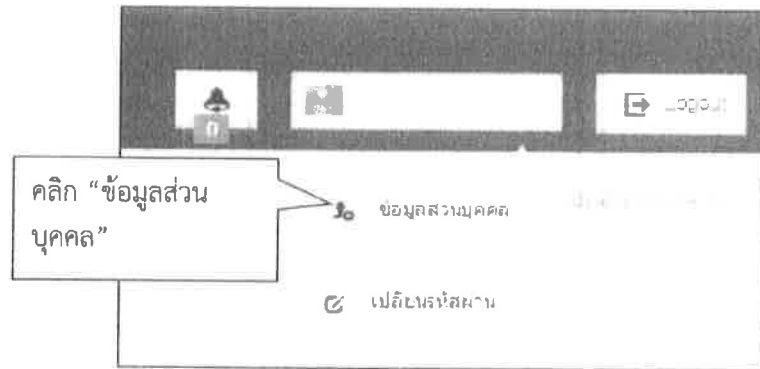 Logout
คลิก “ข้อมูลส่วน
บุคคล”
ข้อมูลส่วนบุคคล
เปลี่ยนรหัสผ่าน